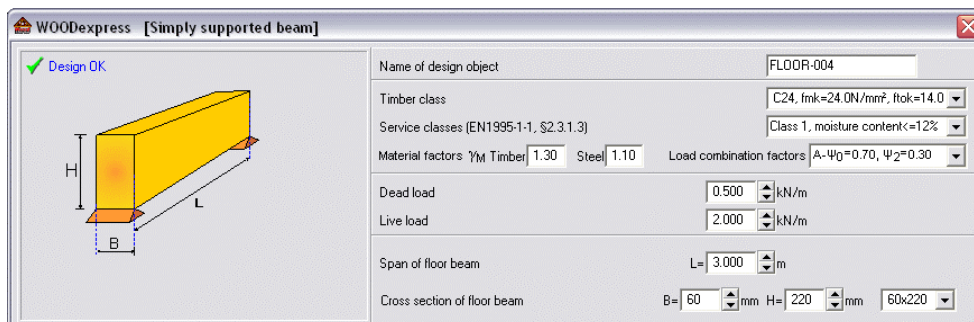 WOODexpress [Simply supported beam]
Design OK
H
L
B
Name of design object FLOOR-004
Timber class C24, fmk=24.0N/mm², ftok=14.0
Service classes (EN1995-1-1, §2.3.1.3) Class 1, moisture content<=12%
Material factors γM Timber 1.30 Steel 1.10 Load combination factors A-Ψ0=0.70, Ψ2=0.30
Dead load 0.500 kN/m
Live load 2.000 kN/m
Span of floor beam L= 3.000 m
Cross section of floor beam B= 60 mm H= 220 mm 60x220